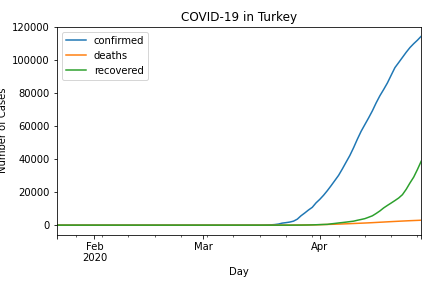 COVID-19 in Turkey
120000
100000
80000
60000
40000
20000
0
Number of Cases
confirmed
deaths
recovered
Feb
2020
Mar
Apr
Day